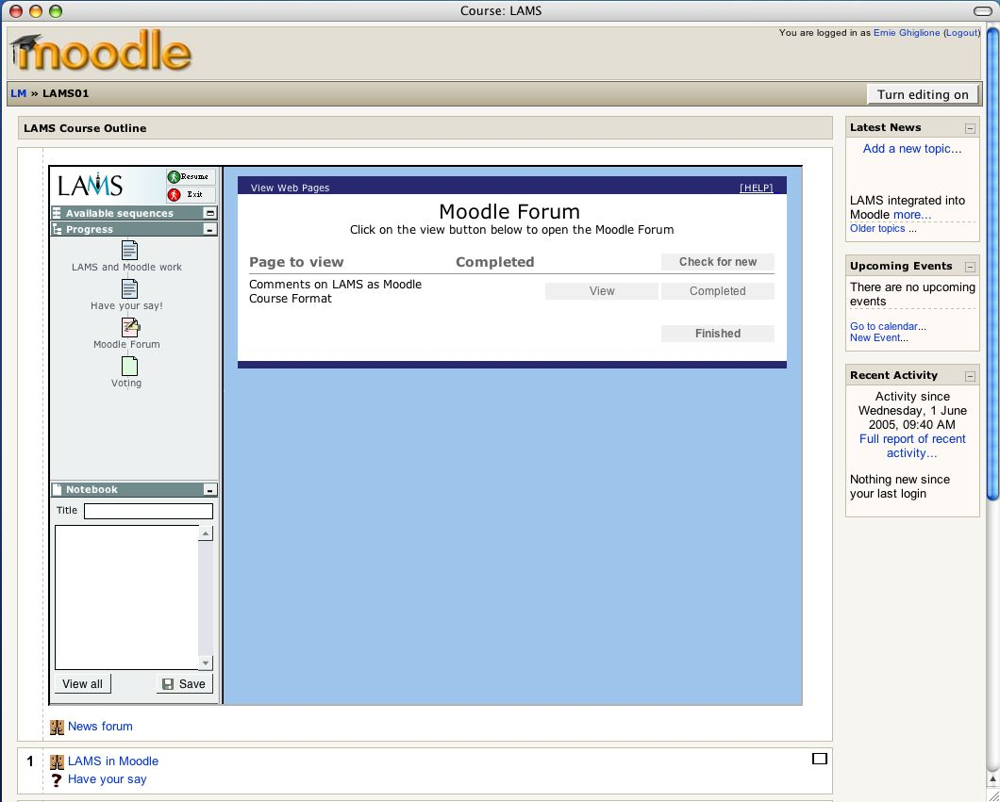 Course: LAMS
moodle
You are logged in as Ernie Ghiglione (Logout)
LM » LAMS01
Turn editing on
LAMS Course Outline
LAMS
Resume
Exit
Available sequences
Progress
LAMS and Moodle work
Have your say!
Moodle Forum
Voting
Notebook
Title
View all
Save
View Web Pages
[HELP]
Moodle Forum
Click on the view button below to open the Moodle Forum
Page to view Completed Check for new
Comments on LAMS as Moodle
Course Format
View Completed
Finished
News forum
1
LAMS in Moodle
Have your say
Latest News
Add a new topic...
LAMS integrated into
Moodle more...
Older topics ...
Upcoming Events
There are no upcoming
events
Go to calendar...
New Event...
Recent Activity
Activity since
Wednesday, 1 June
2005, 09:40 AM
Full report of recent
activity...
Nothing new since
your last login